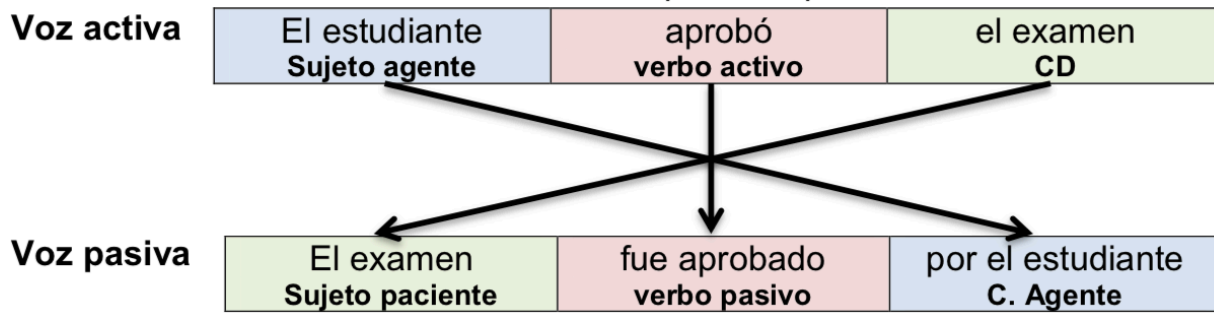 Voz activa
El estudiante aprobó el examen
Sujeto agente verbo activo CD
Voz pasiva
El examen fue aprobado por el estudiante
Sujeto paciente verbo pasivo C. Agente